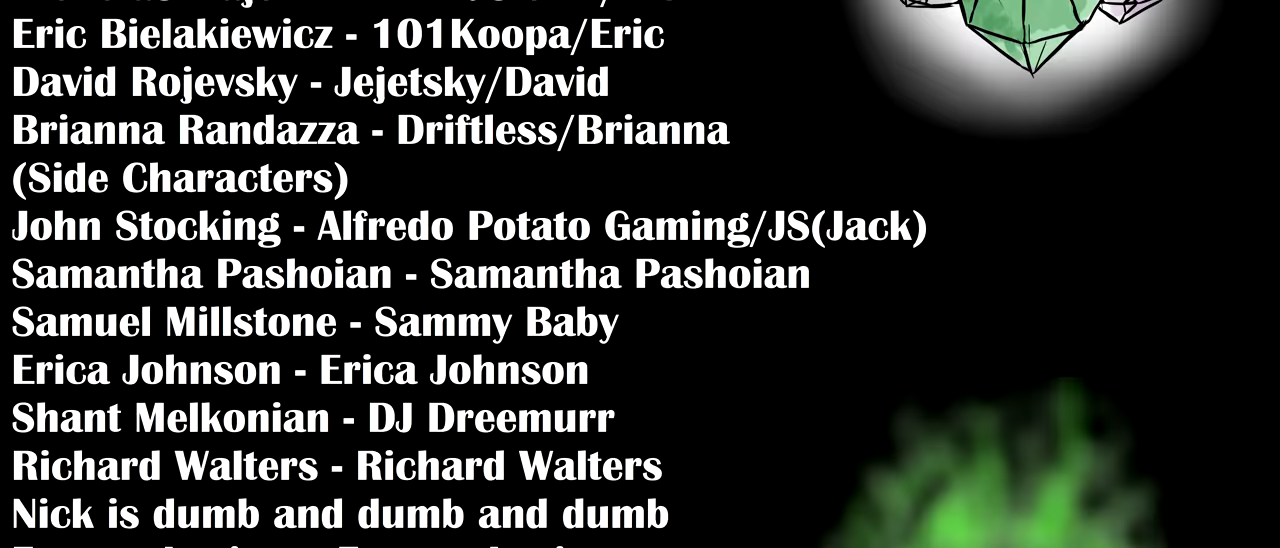 Eric Bielakiewicz - 101Koopa/Eric
David Rojevsky - Jejetsky/David
Brianna Randazza - Driftless/Brianna
(Side Characters)
John Stocking - Alfredo Potato Gaming/JS(Jack)
Samantha Pashoian - Samantha Pashoian
Samuel Millstone - Sammy Baby
Erica Johnson - Erica Johnson
Shant Melkonian - DJ Dreemurr
Richard Walters - Richard Walters
Nick is dumb and dumb and dumb